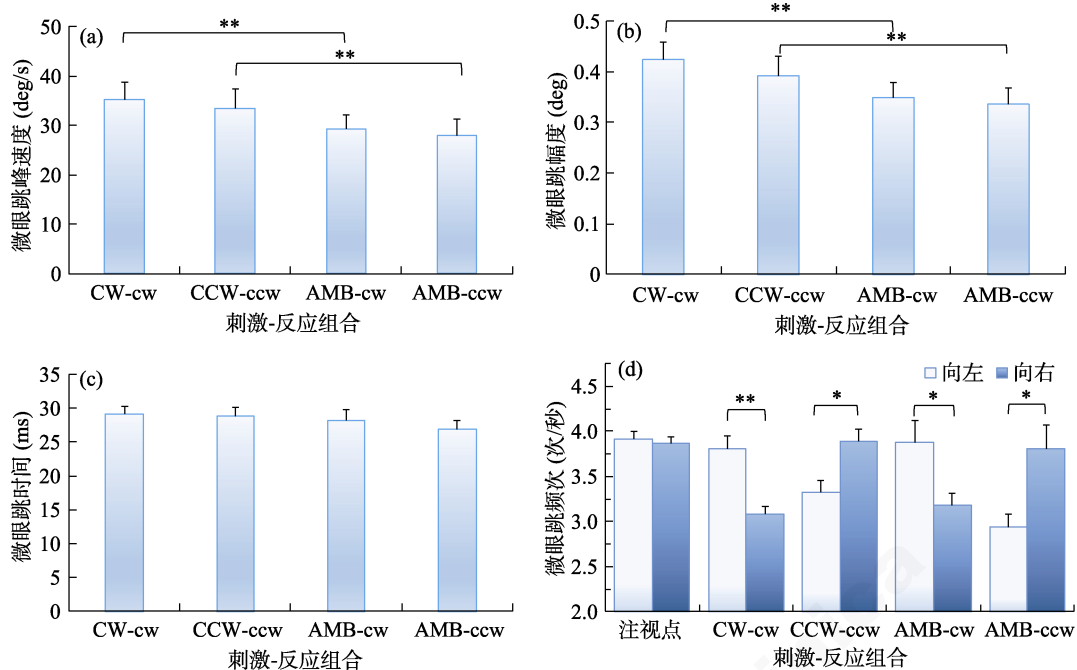 (a)
**
**
微眼跳峰速度 (deg/s)
50
40
30
20
10
0
CW-cw CCW-ccw AMB-cw AMB-ccw
刺激-反应组合
(b)
**
**
微眼跳幅度 (deg)
0.5
0.4
0.3
0.2
0.1
0
CW-cw CCW-ccw AMB-cw AMB-ccw
刺激-反应组合
(c)
微眼跳时间 (ms)
35
30
25
20
15
10
5
0
CW-cw CCW-ccw AMB-cw AMB-ccw
刺激-反应组合
(d)
向左 向右
** * * *
微眼跳频次 (次/秒)
4.5
4.0
3.5
3.0
2.5
2.0
注视点 CW-cw CCW-ccw AMB-cw AMB-ccw
刺激-反应组合